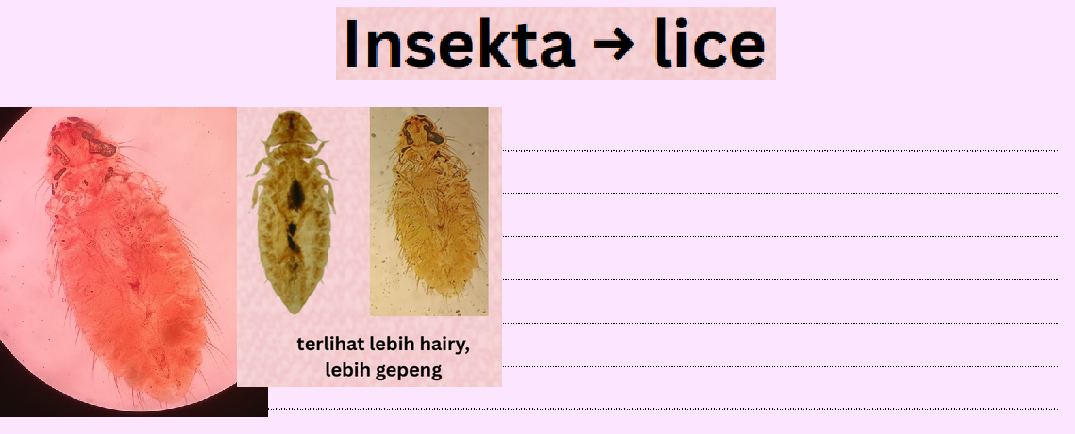 Insekta → lice
terlihat lebih hairy,
lebih gepeng